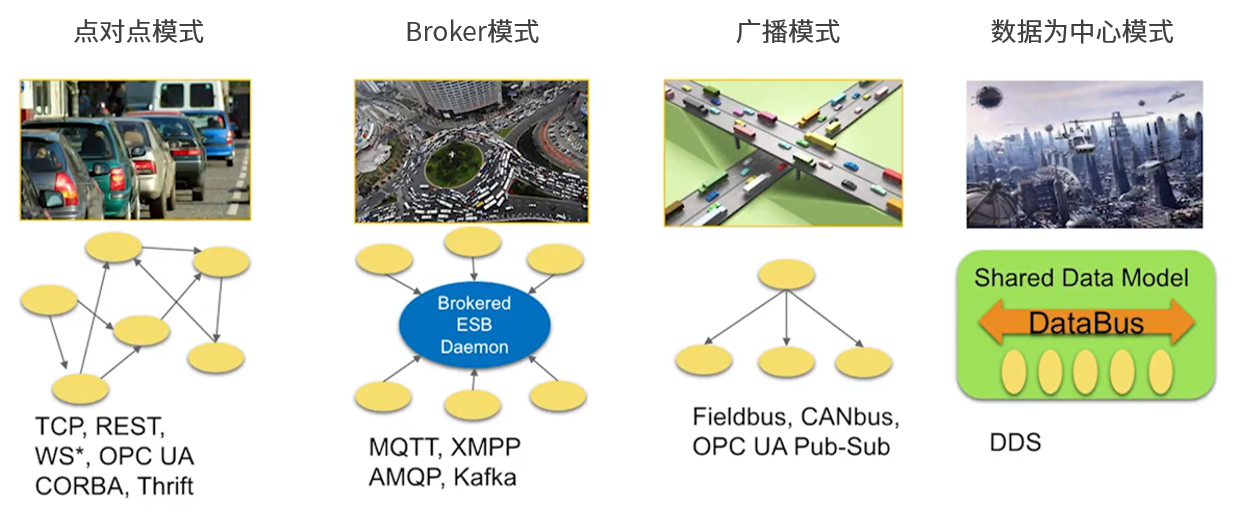 点对点模式
Broker模式
广播模式
数据为中心模式
Brokered
ESB
Daemon
Shared Data Model
DataBus
TCP, REST,
WS*, OPC UA
CORBA, Thrift
MQTT, XMPP
AMQP, Kafka
Fieldbus, CANbus,
OPC UA Pub-Sub
DDS